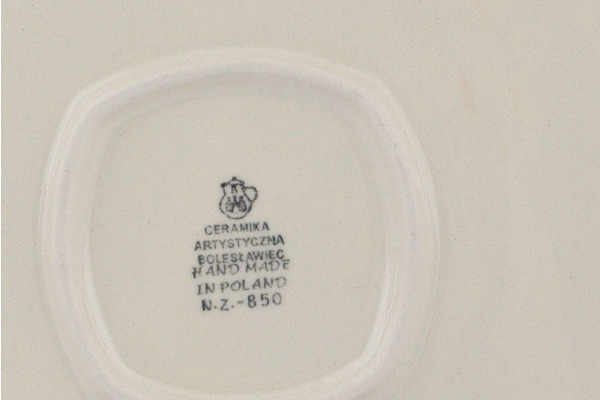 CERAMIKA
ARTYSTYCZNA
BOLESŁAWIEC
HAND MADE
IN POLAND
N.Z.-850